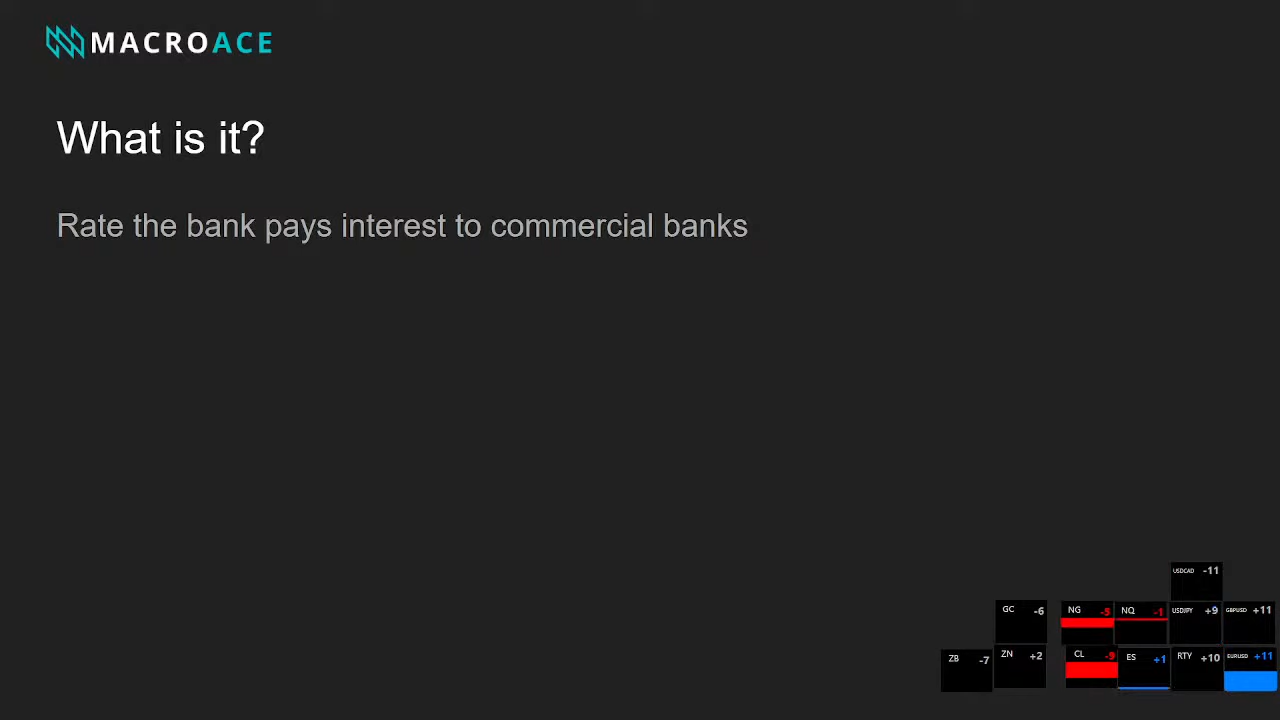 MACROACE
What is it?
Rate the bank pays interest to commercial banks
USDCAD -11
GC -6
NG -5
NQ -1
USDJPY +9
GBPUSD +11
ZB -7
ZN +2
CL -9
ES +1
RTY +10
EURUSD +11